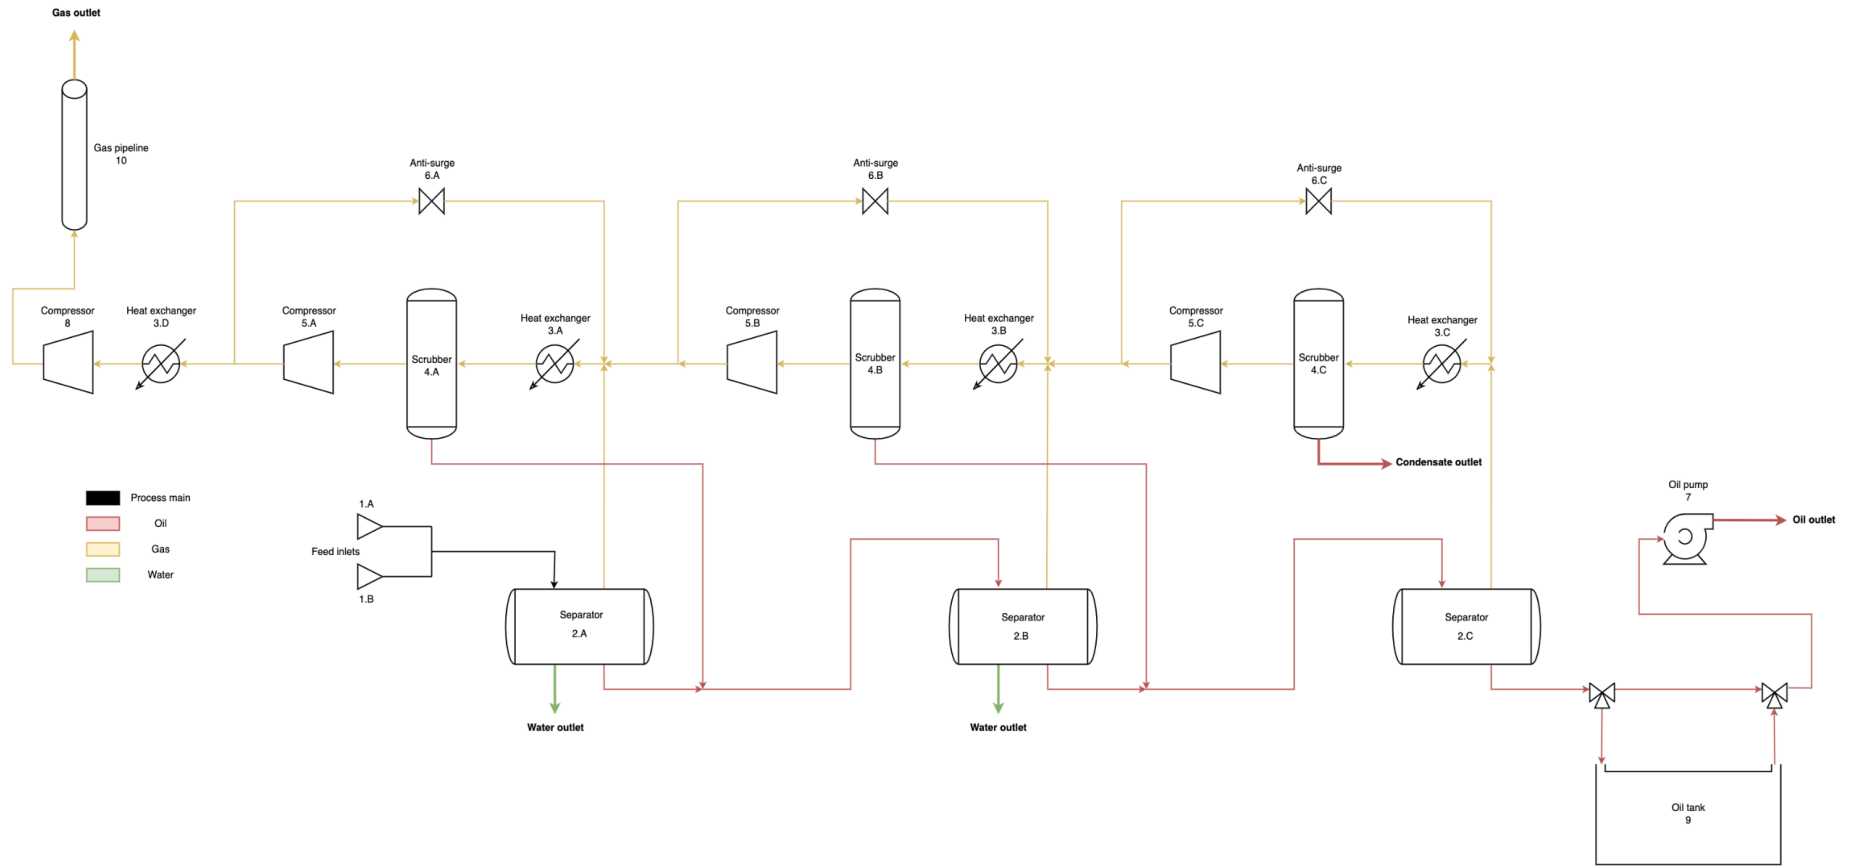 Gas outlet
Gas pipeline
10
Anti-surge
6.A
Anti-surge
6.B
Anti-surge
6.C
Compressor
8
Heat exchanger
3.D
Compressor
5.A
Scrubber
4.A
Heat exchanger
3.A
Compressor
5.B
Scrubber
4.B
Heat exchanger
3.B
Compressor
5.C
Scrubber
4.C
Heat exchanger
3.C
Condensate outlet
Process main
Oil
Gas
Water
1.A
Feed inlets
1.B
Oil pump
7
Oil outlet
Separator
2.A
Separator
2.B
Separator
2.C
Water outlet
Water outlet
Oil tank
9